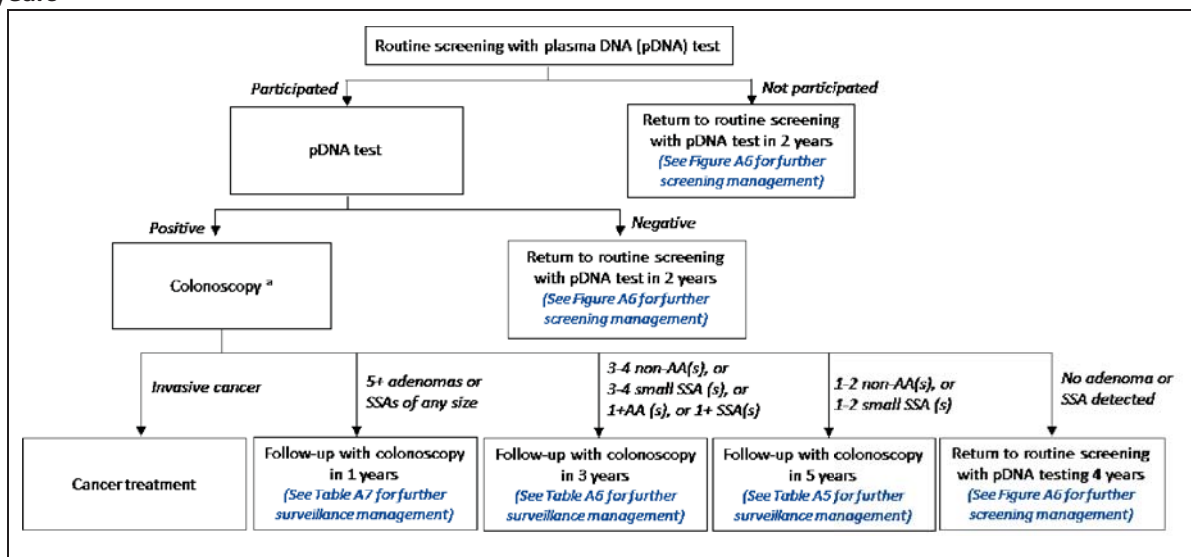 Routine screening with plasma DNA (pDNA) test
Participated
Not participated
pDNA test
Return to routine screening
with pDNA test in 2 years
(See Figure A6 for further
screening management)
Positive
Negative
Colonoscopy a
Return to routine screening
with pDNA test in 2 years
(See Figure A6 for further
screening management)
Invasive cancer
5+ adenomas or
SSAs of any size
3-4 non-AA(s), or
3-4 small SSA (s), or
1+AA (s), or 1+ SSA(s)
1-2 non-AA(s), or
1-2 small SSA (s)
No adenoma or
SSA detected
Cancer treatment
Follow-up with colonoscopy
in 1 years
(See Table A7 for further
surveillance management)
Follow-up with colonoscopy
in 3 years
(See Table A6 for further
surveillance management)
Follow-up with colonoscopy
in 5 years
(See Table A5 for further
surveillance management)
Return to routine screening
with pDNA testing 4 years
(See Figure A6 for further
screening management)